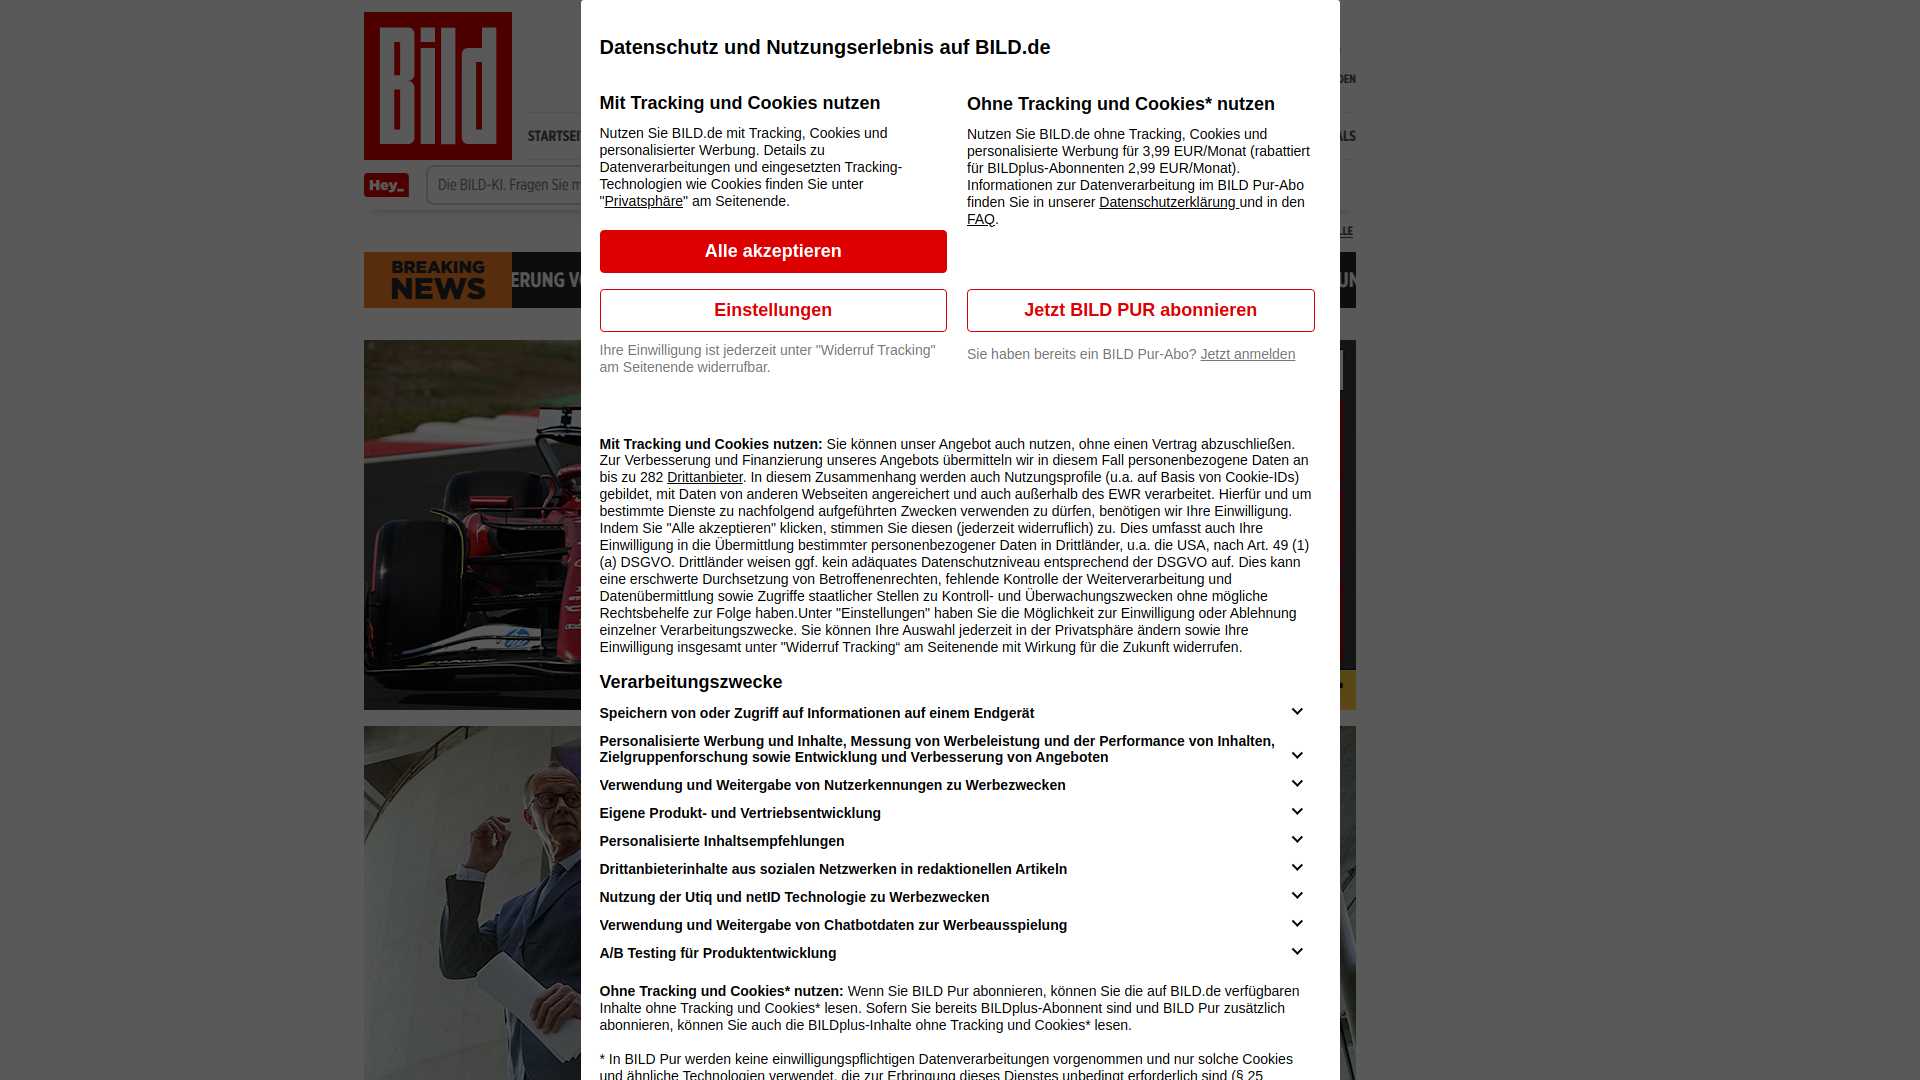 Bild
Datenschutz und Nutzungserlebnis auf BILD.de
Mit Tracking und Cookies nutzen
Nutzen Sie BILD.de mit Tracking, Cookies und
personalisierter Werbung. Details zu
Datenverarbeitungen und eingesetzten Tracking-
Technologien wie Cookies finden Sie unter
"Privatsphäre" am Seitenende.
Alle akzeptieren
Einstellungen
Ihre Einwilligung ist jederzeit unter "Widerruf Tracking"
am Seitenende widerrufbar.
Ohne Tracking und Cookies* nutzen
Nutzen Sie BILD.de ohne Tracking, Cookies und
personalisierte Werbung für 3,99 EUR/Monat (rabattiert
für BILDplus-Abonnenten 2,99 EUR/Monat).
Informationen zur Datenverarbeitung im BILD Pur-Abo
finden Sie in unserer Datenschutzerklärung und in den
FAQ.
Jetzt BILD PUR abonnieren
Sie haben bereits ein BILD Pur-Abo? Jetzt anmelden
Hey_
Die BILD-KI. Fragen Sie
BREAKING
NEWS
Mit Tracking und Cookies nutzen: Sie können unser Angebot auch nutzen, ohne einen Vertrag abzuschließen.
Zur Verbesserung und Finanzierung unseres Angebots übermitteln wir in diesem Fall personenbezogene Daten an
bis zu 282 Drittanbieter. In diesem Zusammenhang werden auch Nutzungsprofile (u.a. auf Basis von Cookie-IDs)
gebildet, mit Daten von anderen Webseiten angereichert und auch außerhalb des EWR verarbeitet. Hierfür und um
bestimmte Dienste zu nachfolgend aufgeführten Zwecken verwenden zu dürfen, benötigen wir Ihre Einwilligung.
Indem Sie "Alle akzeptieren" klicken, stimmen Sie diesen (jederzeit widerruflich) zu. Dies umfasst auch Ihre
Einwilligung in die Übermittlung bestimmter personenbezogener Daten in Drittländer, u.a. die USA, nach Art. 49 (1)
(a) DSGVO. Drittländer weisen ggf. kein adäquates Datenschutzniveau entsprechend der DSGVO auf. Dies kann
eine erschwerte Durchsetzung von Betroffenenrechten, fehlende Kontrolle der Weiterverarbeitung und
Datenübermittlung sowie Zugriffe staatlicher Stellen zu Kontroll- und Überwachungszwecken ohne mögliche
Rechtsbehelfe zur Folge haben.Unter "Einstellungen" haben Sie die Möglichkeit zur Einwilligung oder Ablehnung
einzelner Verarbeitungszwecke. Sie können Ihre Auswahl jederzeit in der Privatsphäre ändern sowie Ihre
Einwilligung insgesamt unter "Widerruf Tracking“ am Seitenende mit Wirkung für die Zukunft widerrufen.
Verarbeitungszwecke
Speichern von oder Zugriff auf Informationen auf einem Endgerät
Personalisierte Werbung und Inhalte, Messung von Werbeleistung und der Performance von Inhalten,
Zielgruppenforschung sowie Entwicklung und Verbesserung von Angeboten
Verwendung und Weitergabe von Nutzerkennungen zu Werbezwecken
Eigene Produkt- und Vertriebsentwicklung
Personalisierte Inhaltsempfehlungen
Drittanbieterinhalte aus sozialen Netzwerken in redaktionellen Artikeln
Nutzung der Utiq und netID Technologie zu Werbezwecken
Verwendung und Weitergabe von Chatbotdaten zur Werbeausspielung
A/B Testing für Produktentwicklung
Ohne Tracking und Cookies* nutzen: Wenn Sie BILD Pur abonnieren, können Sie die auf BILD.de verfügbaren
Inhalte ohne Tracking und Cookies* lesen. Sofern Sie bereits BILDplus-Abonnent sind und BILD Pur zusätzlich
abonnieren, können Sie auch die BILDplus-Inhalte ohne Tracking und Cookies* lesen.
* In BILD Pur werden keine einwilligungspflichtigen Datenverarbeitungen vorgenommen und nur solche Cookies
und ähnliche Technologien verwendet, die zur Erbringung dieses Dienstes unbedingt erforderlich sind (§ 25